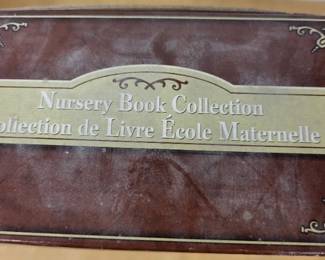 Nursery Book Collection
ollection de Livre École Maternelle